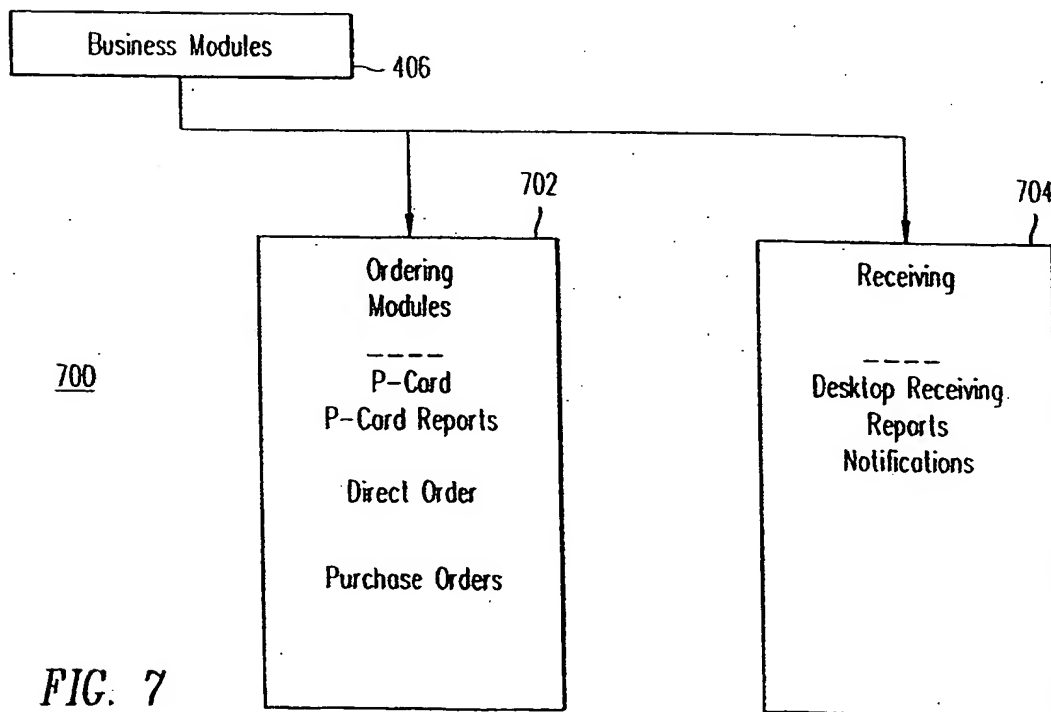 Business Modules
406
702
704
Ordering
Modules
P-Card
P-Card Reports
Direct Order
Purchase Orders
Receiving
Desktop Receiving
Reports
Notifications
700
FIG. 7